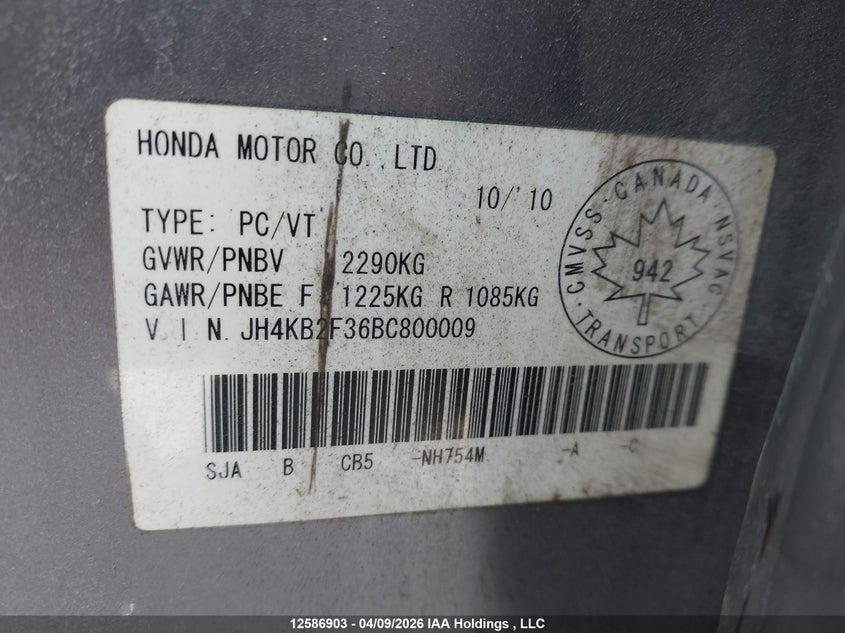 HONDA MOTOR CO.,LTD.
10/'10
TYPE: PC/VT
GVWR/PNBV 2290KG
GAWR/PNBE F 1225KG R 1085KG
V.I.N. JH4KB2F36BC800009
CMVSS · CANADA · NSVAC
942
TRANSPORT
SJA B CB5 -NH754M -A -C
12586903 - 04/09/2026 IAA Holdings , LLC